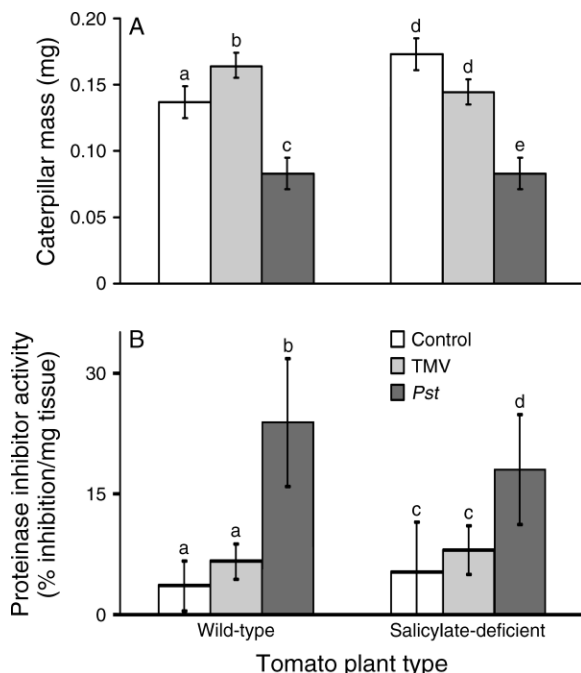 A
Caterpillar mass (mg)
0.20
0.15
0.10
0.05
0
a
b
c
d
d
e
B
Proteinase inhibitor activity
(% inhibition/mg tissue)
30
15
0
a
a
b
c
c
d
Control
TMV
Pst
Wild-type
Salicylate-deficient
Tomato plant type